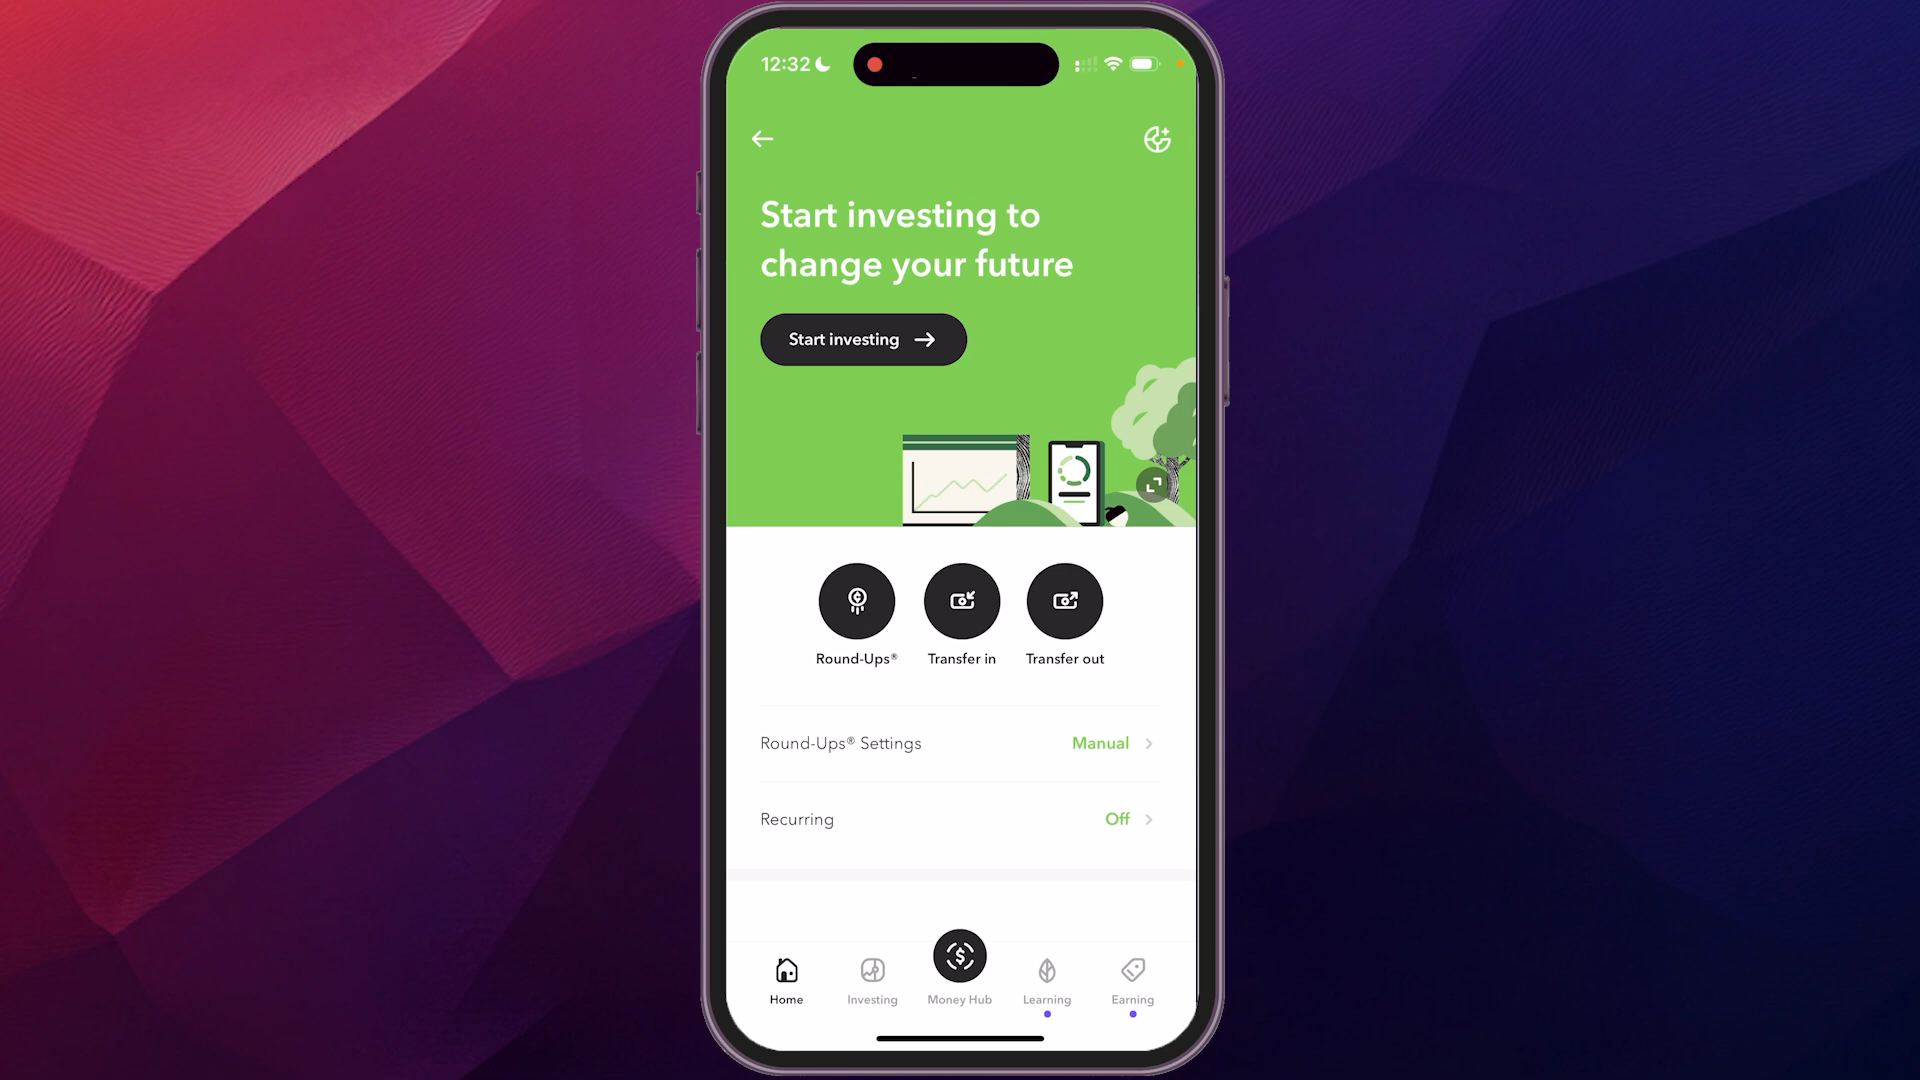 12:32
Start investing to
change your future
Start investing
Round-Ups®
Transfer in
Transfer out
Round-Ups® Settings
Manual
Recurring
Off
Home
Investing
Money Hub
Learning
Earning